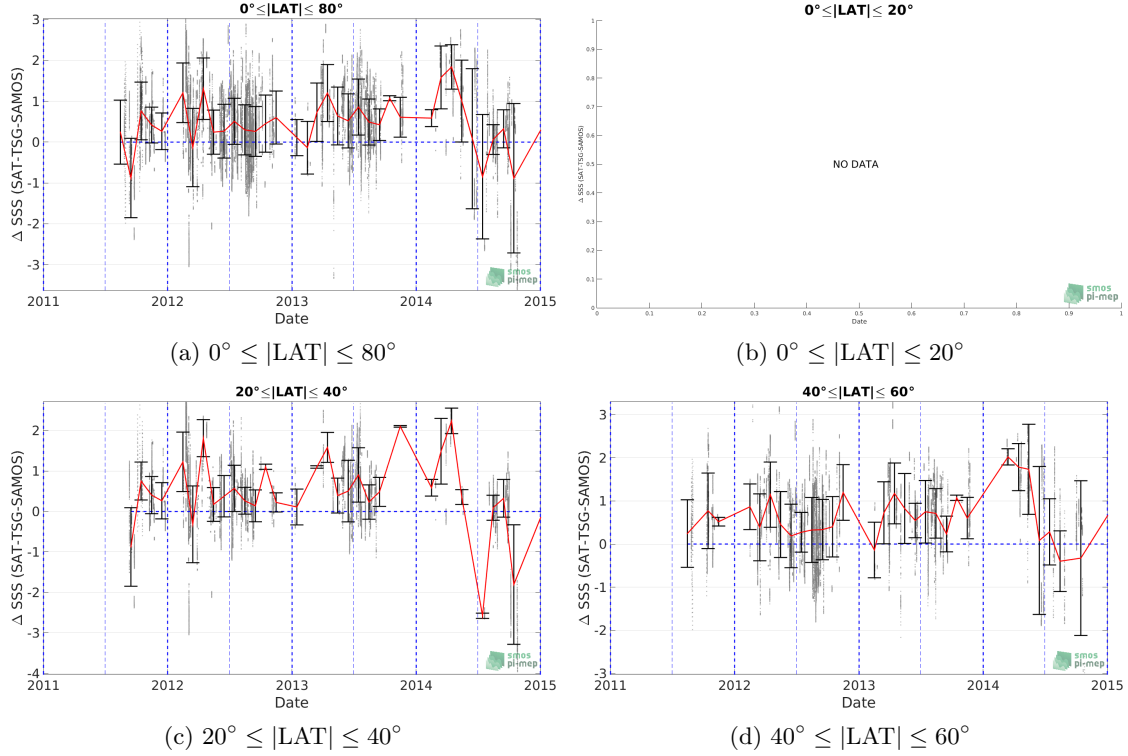 0°≤|LAT|≤ 80°
3
2
1
0
-1
-2
-3
Δ SSS (SAT-TSG-SAMOS)
2011 2012 2013 2014 2015
Date
smos
pi-mep
(a) 0° ≤ |LAT| ≤ 80°
0°≤|LAT|≤ 20°
1
0.9
0.8
0.7
0.6
0.5
0.4
0.3
0.2
0.1
0
Δ SSS (SAT-TSG-SAMOS)
NO DATA
0 0.1 0.2 0.3 0.4 0.5 0.6 0.7 0.8 0.9 1
Date
smos
pi-mep
(b) 0° ≤ |LAT| ≤ 20°
20°≤|LAT|≤ 40°
2
1
0
-1
-2
-3
-4
Δ SSS (SAT-TSG-SAMOS)
2011 2012 2013 2014 2015
Date
smos
pi-mep
(c) 20° ≤ |LAT| ≤ 40°
40°≤|LAT|≤ 60°
3
2
1
0
-1
-2
-3
Δ SSS (SAT-TSG-SAMOS)
2011 2012 2013 2014 2015
Date
smos
pi-mep
(d) 40° ≤ |LAT| ≤ 60°